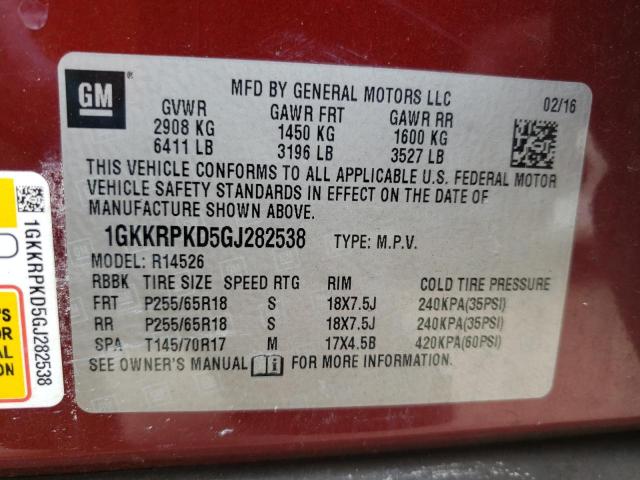 GM
®
MFD BY GENERAL MOTORS LLC
02/16
GVWR GAWR FRT GAWR RR
2908 KG 1450 KG 1600 KG
6411 LB 3196 LB 3527 LB
THIS VEHICLE CONFORMS TO ALL APPLICABLE U.S. FEDERAL MOTOR
VEHICLE SAFETY STANDARDS IN EFFECT ON THE DATE OF
MANUFACTURE SHOWN ABOVE.
1GKKRPKD5GJ282538 TYPE: M.P.V.
MODEL: R14526
RBBK TIRE SIZE SPEED RTG RIM COLD TIRE PRESSURE
FRT P255/65R18 S 18X7.5J 240KPA(35PSI)
RR P255/65R18 S 18X7.5J 240KPA(35PSI)
SPA T145/70R17 M 17X4.5B 420KPA(60PSI)
SEE OWNER'S MANUAL FOR MORE INFORMATION.
1GKKRPKD5GJ282538